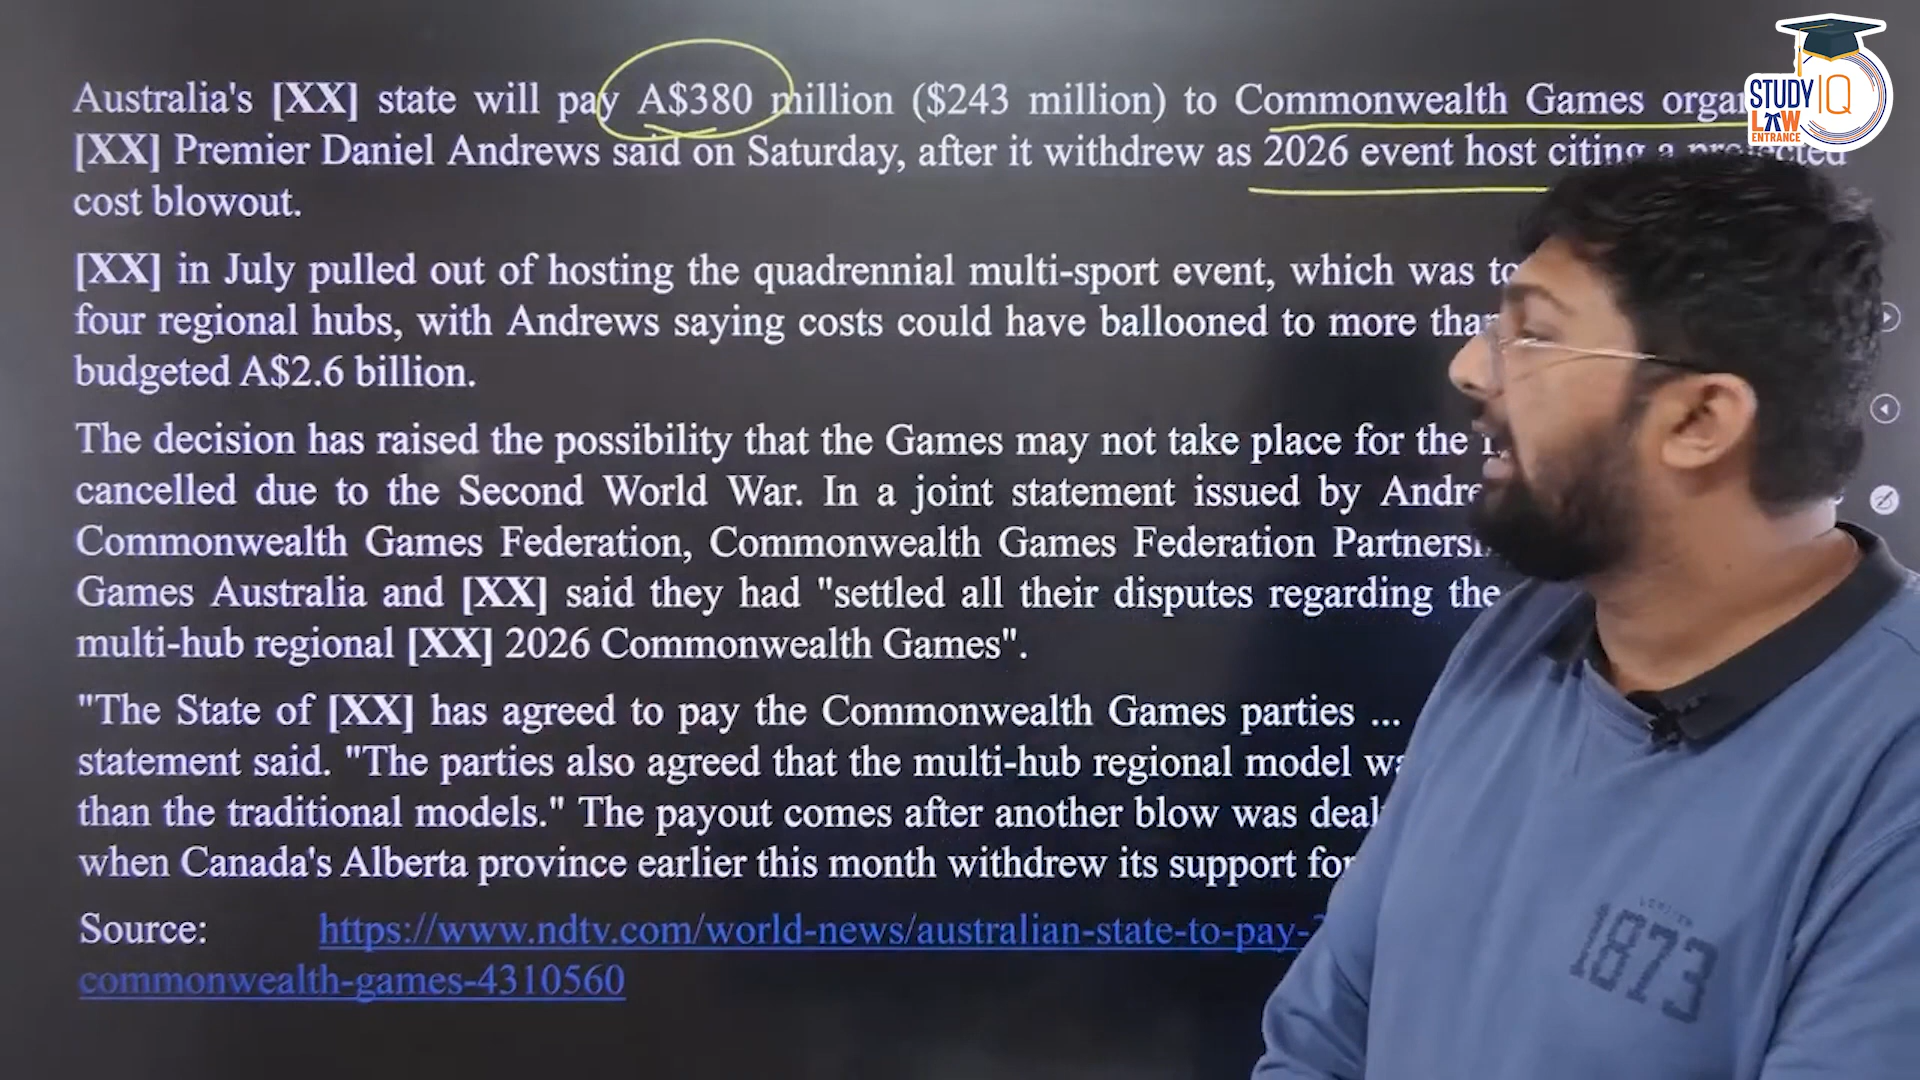 Australia's [XX] state will pay A$380 million ($243 million) to Commonwealth Games
[XX] Premier Daniel Andrews said on Saturday, after it withdrew as 2026 event host citing a projected
cost blowout.
[XX] in July pulled out of hosting the quadrennial multi-sport event, which was to
four regional hubs, with Andrews saying costs could have ballooned to more than
budgeted A$2.6 billion.
The decision has raised the possibility that the Games may not take place for the
cancelled due to the Second World War. In a joint statement issued by
Commonwealth Games Federation, Commonwealth Games Federation
Games Australia and [XX] said they had "settled all their disputes regarding the
multi-hub regional [XX] 2026 Commonwealth Games".
"The State of [XX] has agreed to pay the Commonwealth Games parties ...
statement said. "The parties also agreed that the multi-hub regional model
than the traditional models." The payout comes after another blow was
when Canada's Alberta province earlier this month withdrew its support for
Source: https://www.ndtv.com/world-news/australian-state-to-pay-
commonwealth-games-4310560
STUDY IQ
LAW
ENTRANCE
1873